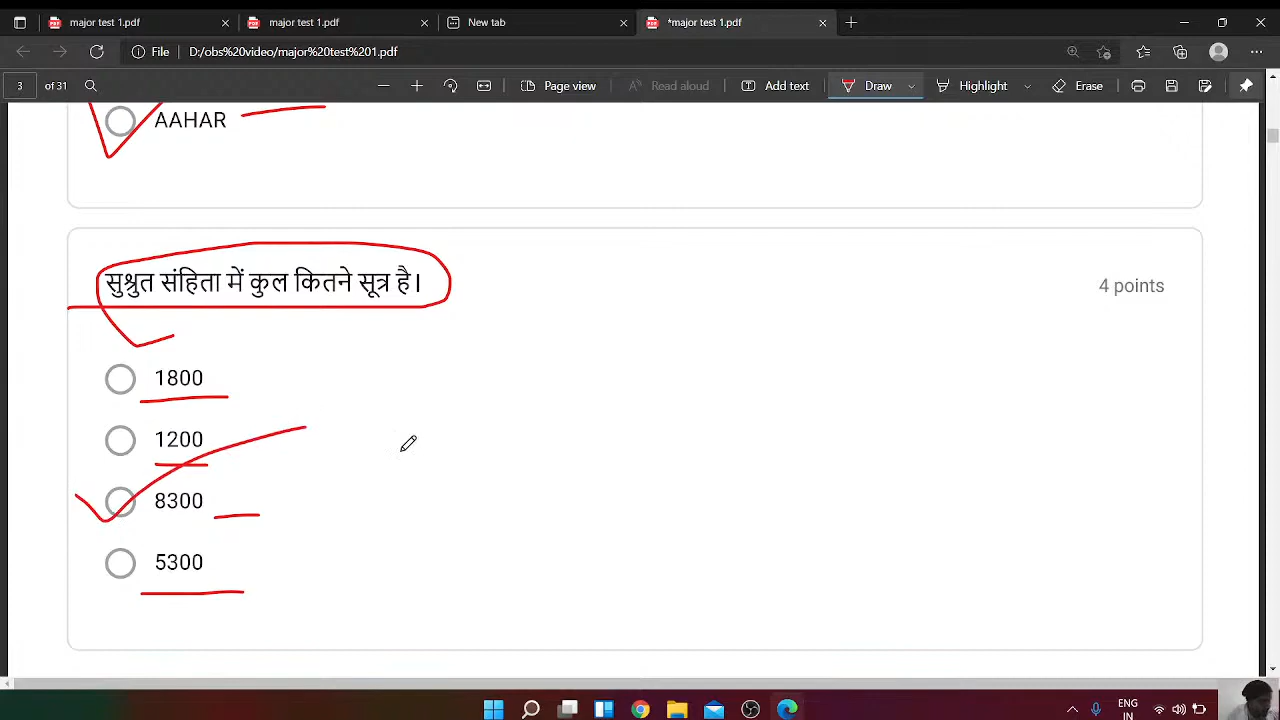 major test 1.pdf
major test 1.pdf
New tab
*major test 1.pdf
File D:/obs%20video/major%20test%201.pdf
3 of 31
Page view
Read aloud
Add text
Draw
Highlight
Erase
AAHAR
सुश्रुत संहिता में कुल कितने सूत्र है।
4 points
1800
1200
8300
5300
ENG
IN